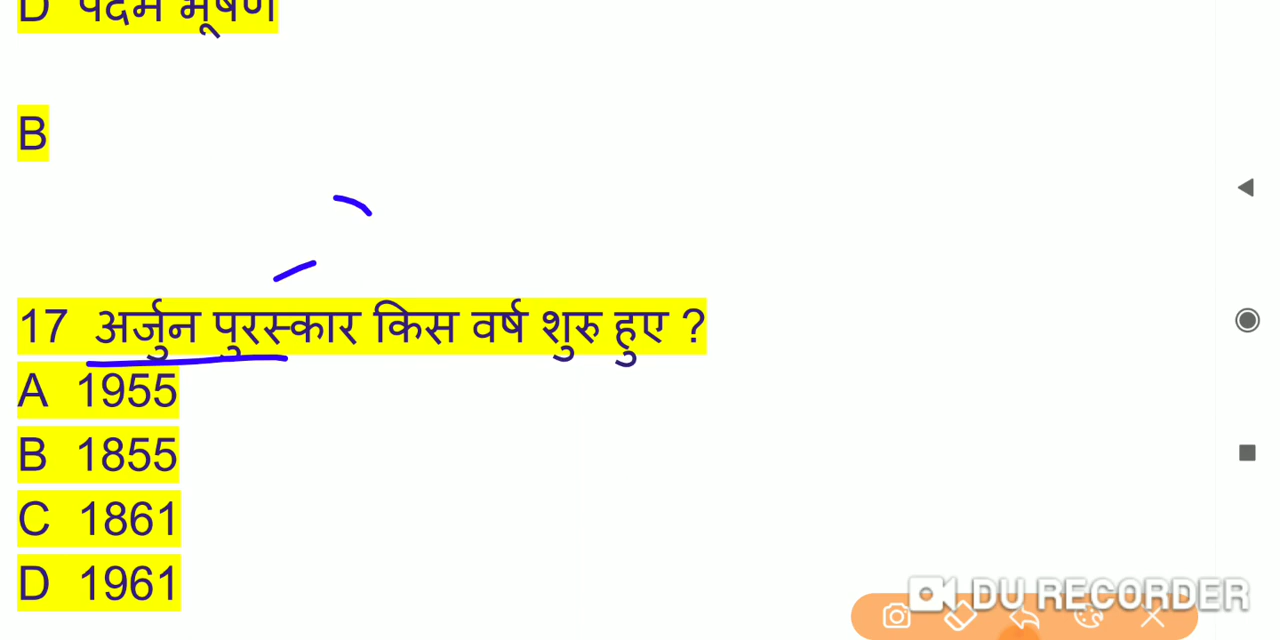 D पदम भूषण
B
17 अर्जुन पुरस्कार किस वर्ष शुरु हुए ?
A 1955
B 1855
C 1861
D 1961
DU RECORDER